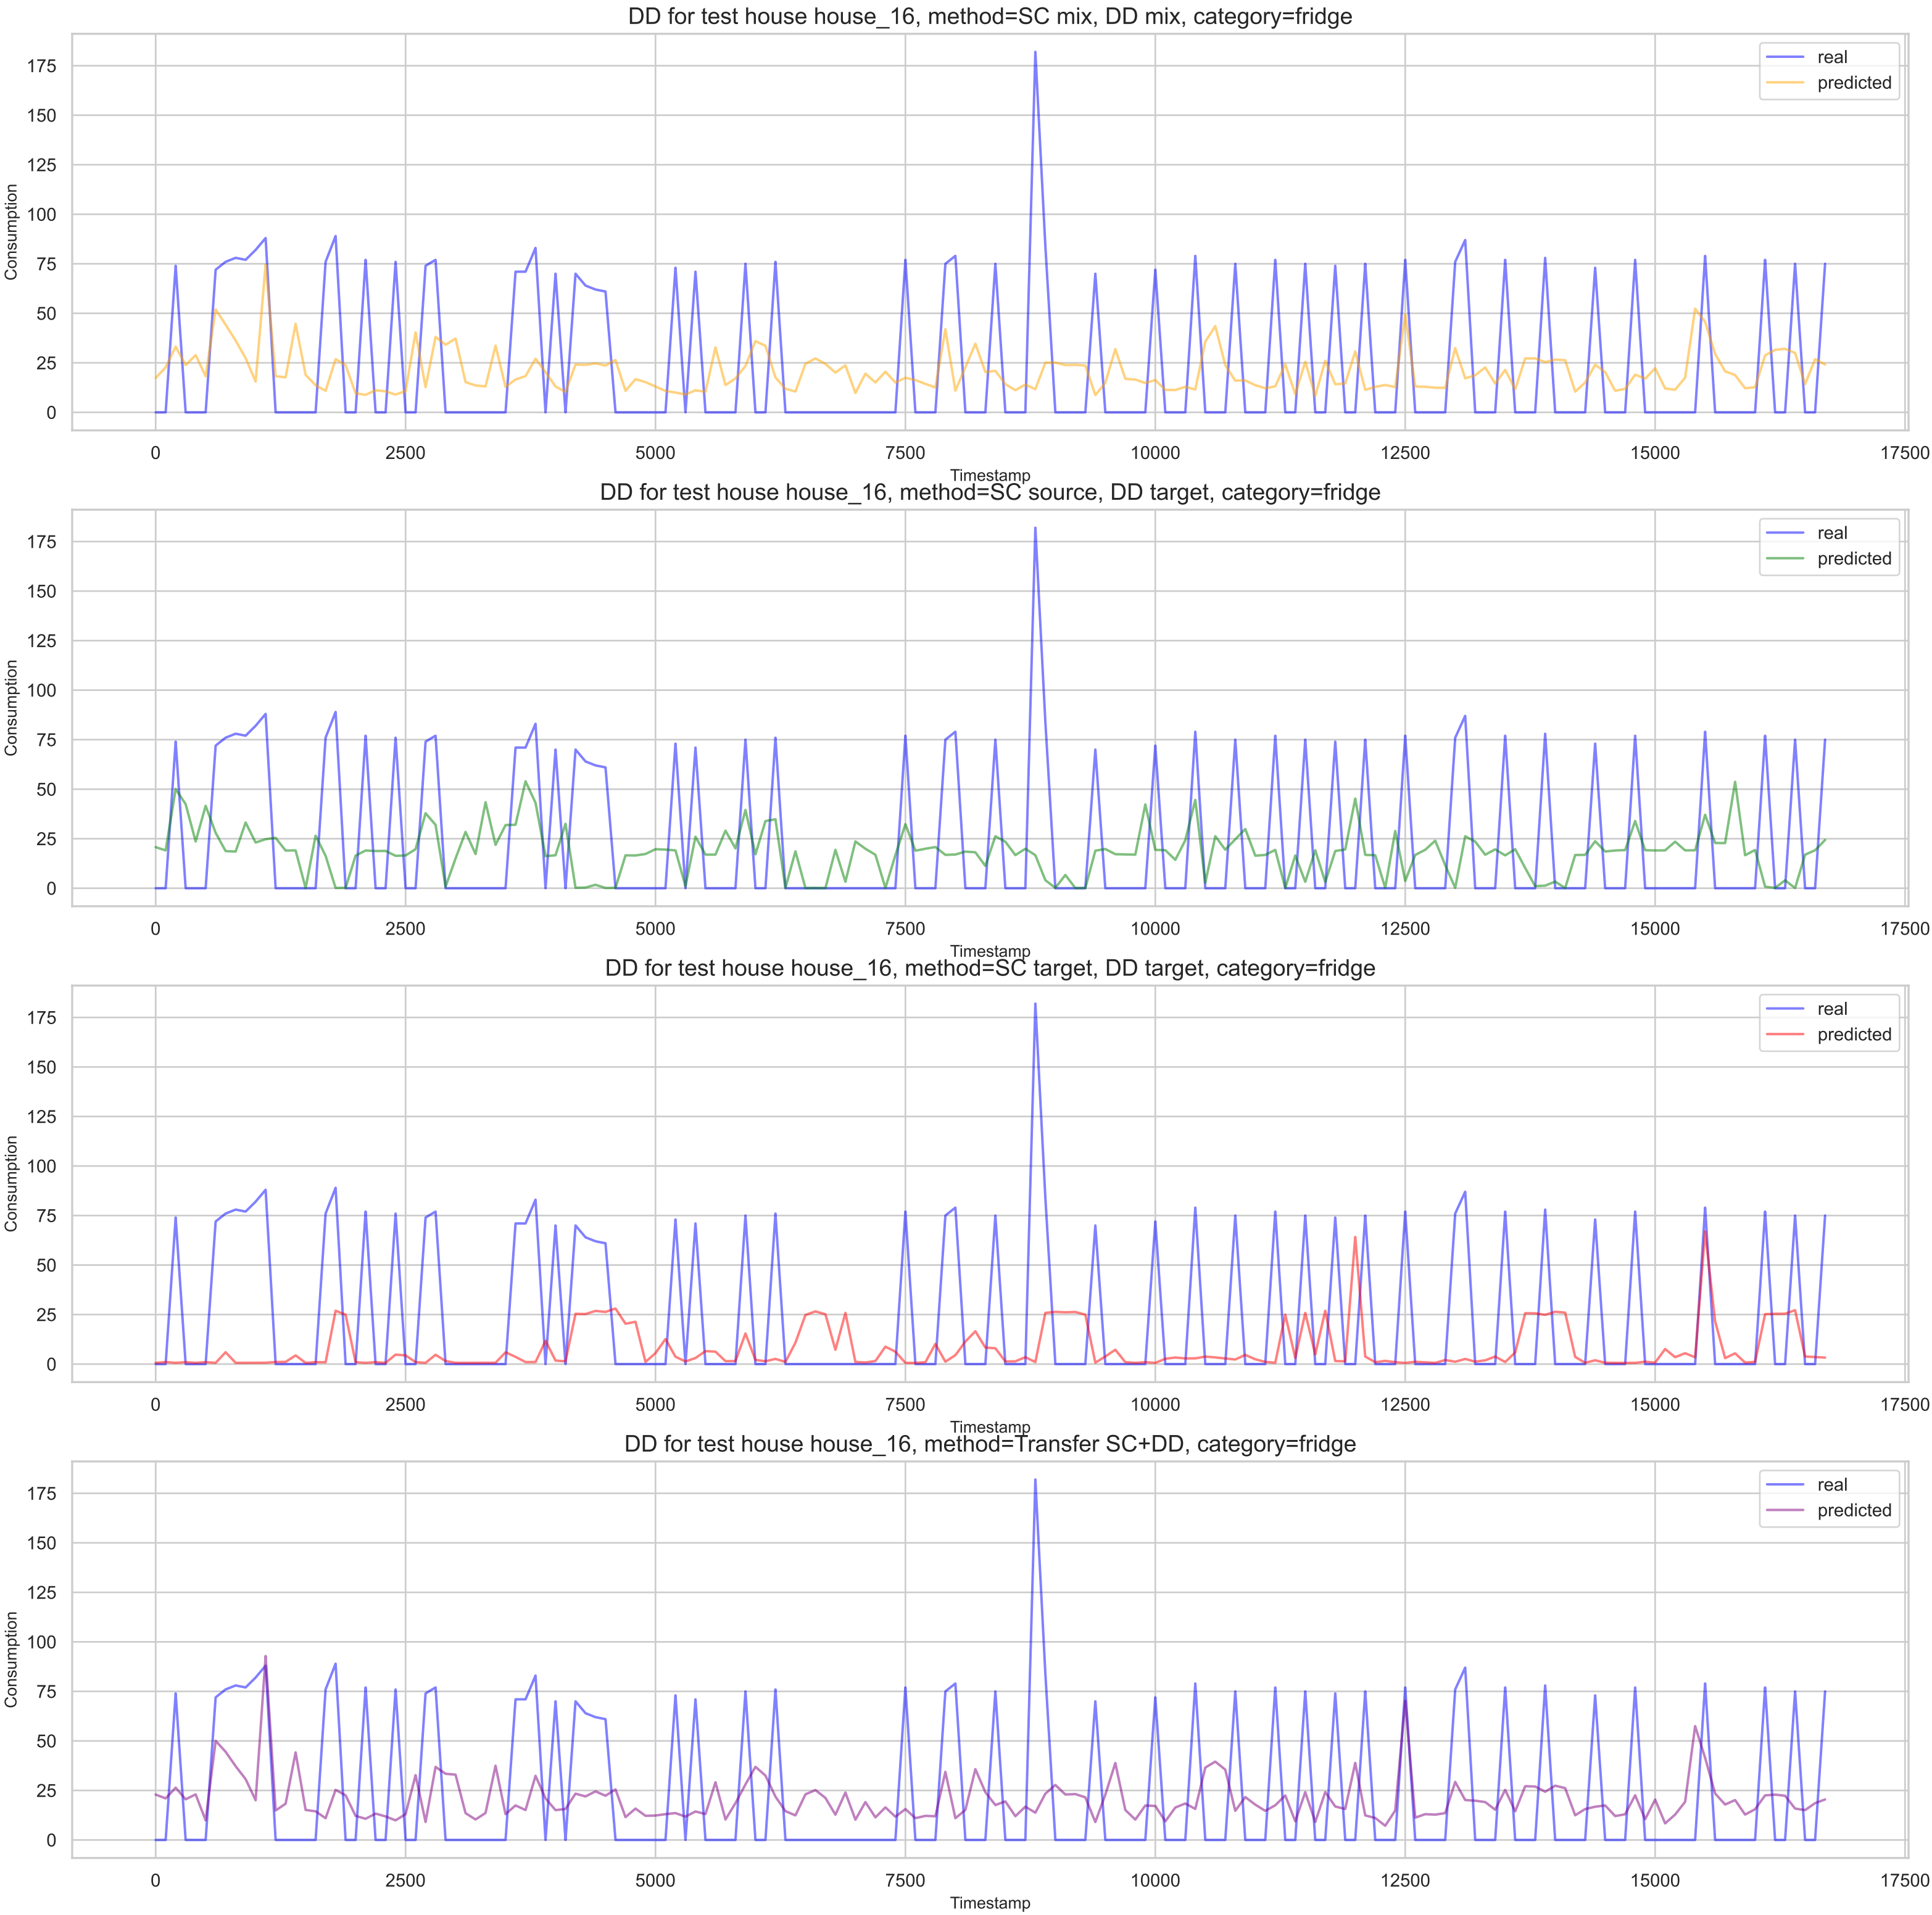 DD for test house house_16, method=SC mix, DD mix, category=fridge
175
150
125
100
75
50
25
0
Consumption
real
predicted
0 2500 5000 7500 10000 12500 15000 17500
Timestamp
DD for test house house_16, method=SC source, DD target, category=fridge
175
150
125
100
75
50
25
0
Consumption
real
predicted
0 2500 5000 7500 10000 12500 15000 17500
Timestamp
DD for test house house_16, method=SC target, DD target, category=fridge
175
150
125
100
75
50
25
0
Consumption
real
predicted
0 2500 5000 7500 10000 12500 15000 17500
Timestamp
DD for test house house_16, method=Transfer SC+DD, category=fridge
175
150
125
100
75
50
25
0
Consumption
real
predicted
0 2500 5000 7500 10000 12500 15000 17500
Timestamp